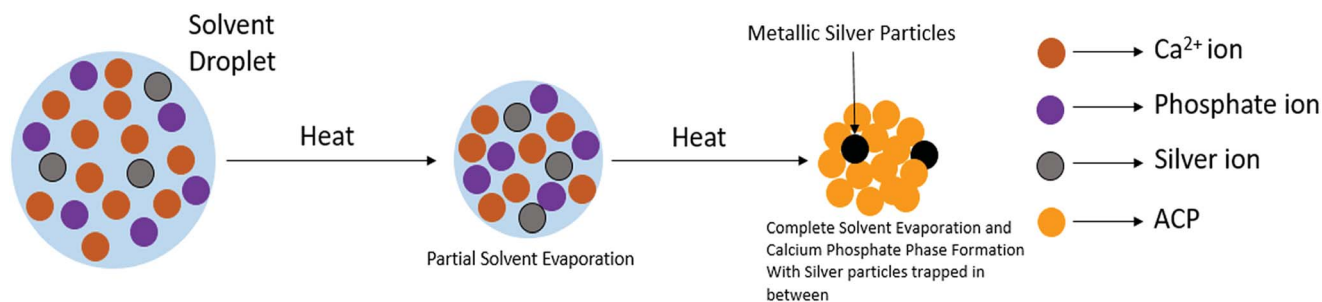 Solvent
Droplet
Heat
Partial Solvent Evaporation
Heat
Metallic Silver Particles
Complete Solvent Evaporation and
Calcium Phosphate Phase Formation
With Silver particles trapped in
between
Ca²⁺ ion
Phosphate ion
Silver ion
ACP